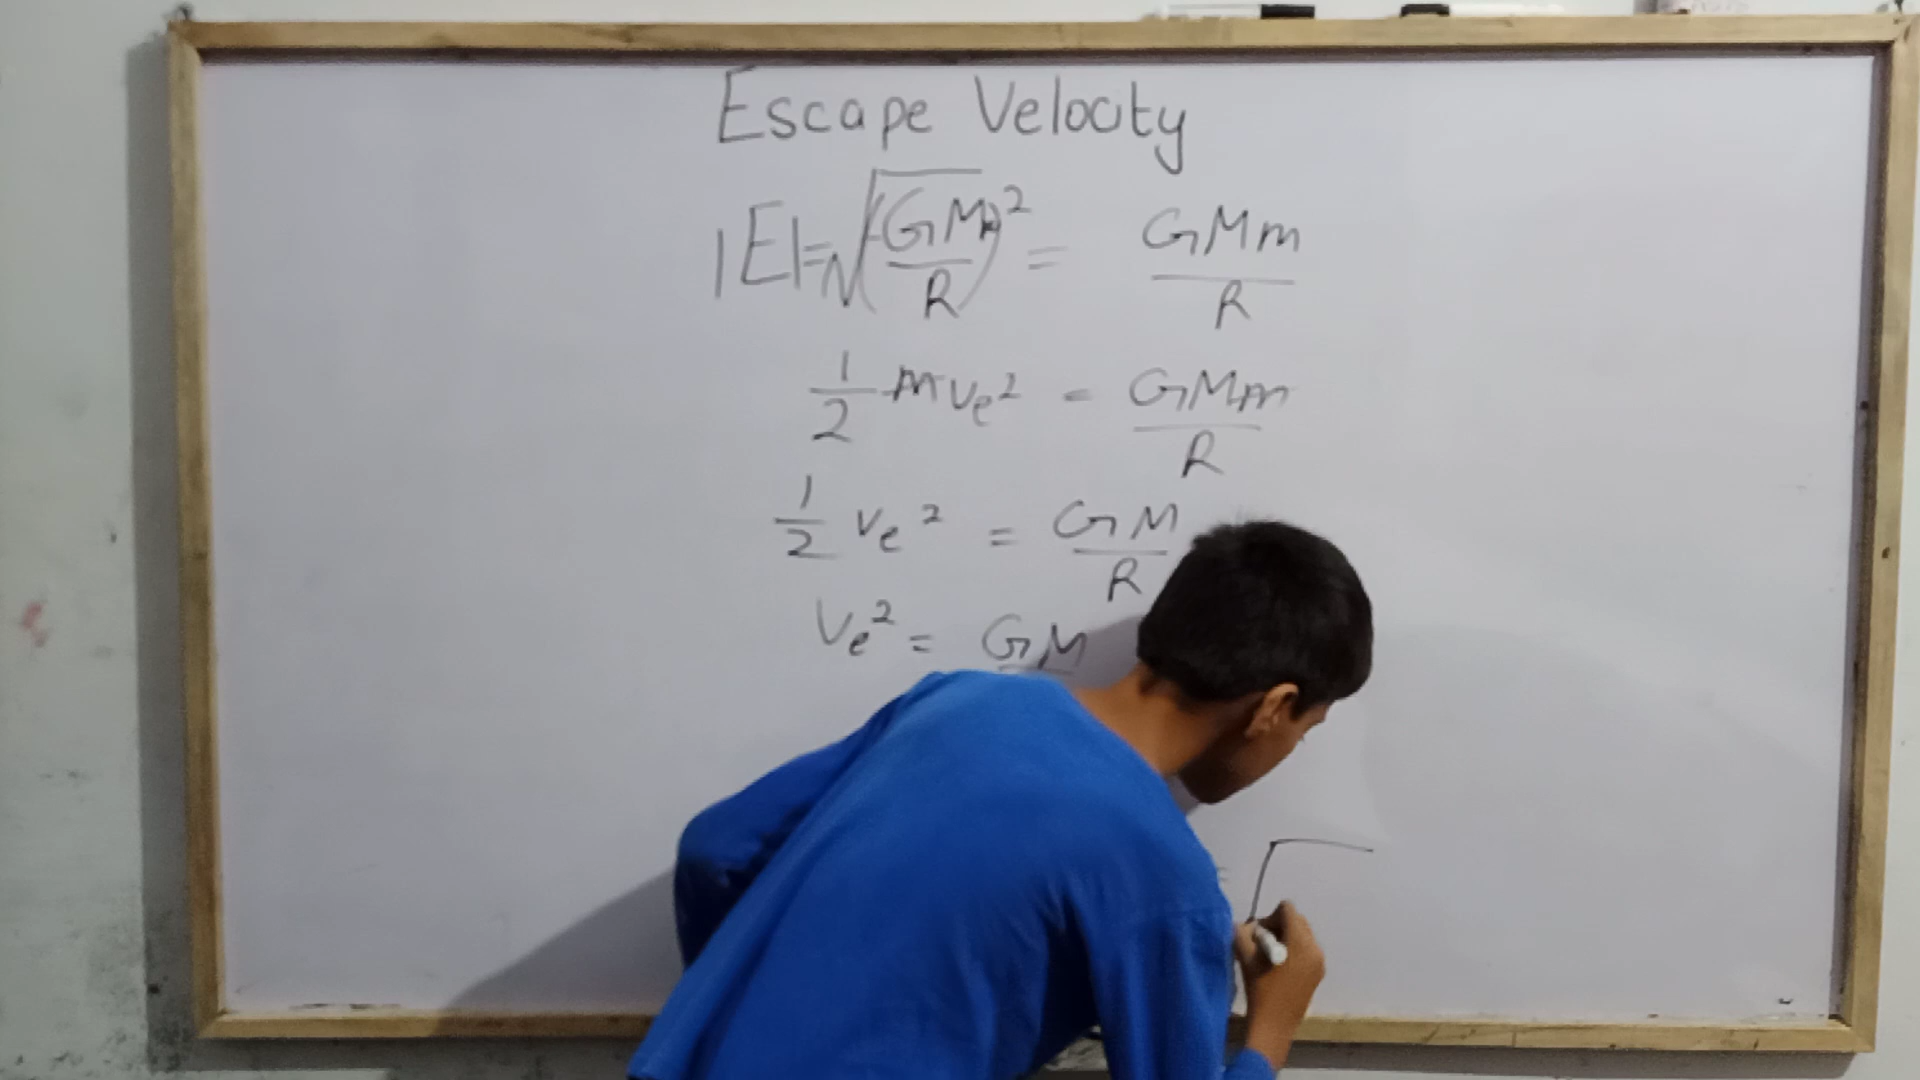 Escape Velocity
|E| = √(GMm/R)² = GMm/R
1/2 mve² = GMm/R
1/2 ve² = GM/R
Ve² = GM
= √